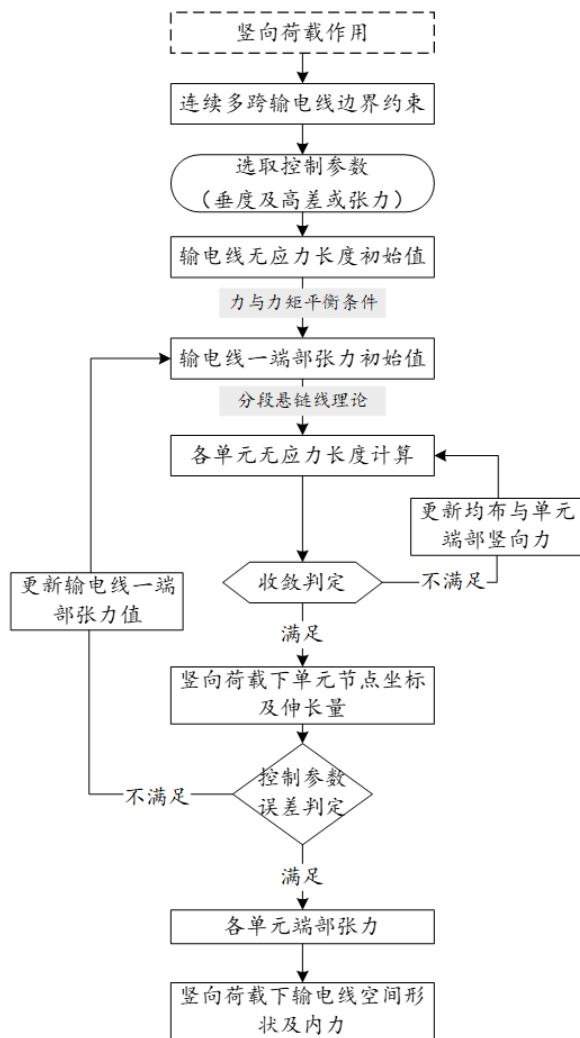 竖向荷载作用
连续多跨输电线边界约束
选取控制参数
（垂度及高差或张力）
输电线无应力长度初始值
力与力矩平衡条件
输电线一端部张力初始值
分段悬链线理论
各单元无应力长度计算
更新均布与单元
端部竖向力
收敛判定
不满足
更新输电线一端
部张力值
满足
竖向荷载下单元节点坐标
及伸长量
控制参数
误差判定
不满足
满足
各单元端部张力
竖向荷载下输电线空间形
状及内力